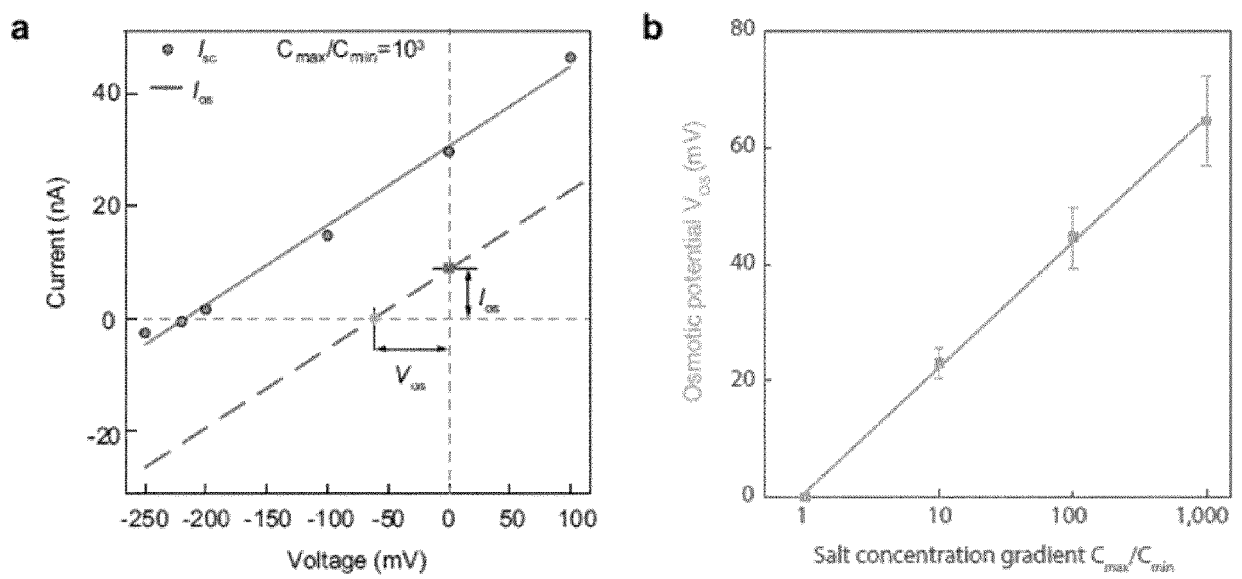 a
I_sc C_max/C_min=10³
I_os
40
20
0
-20
Current (nA)
I_os
V_os
-250 -200 -150 -100 -50 0 50 100
Voltage (mV)
b
80
60
40
20
0
Osmotic potential V_OS (mV)
1 10 100 1,000
Salt concentration gradient C_max/C_min